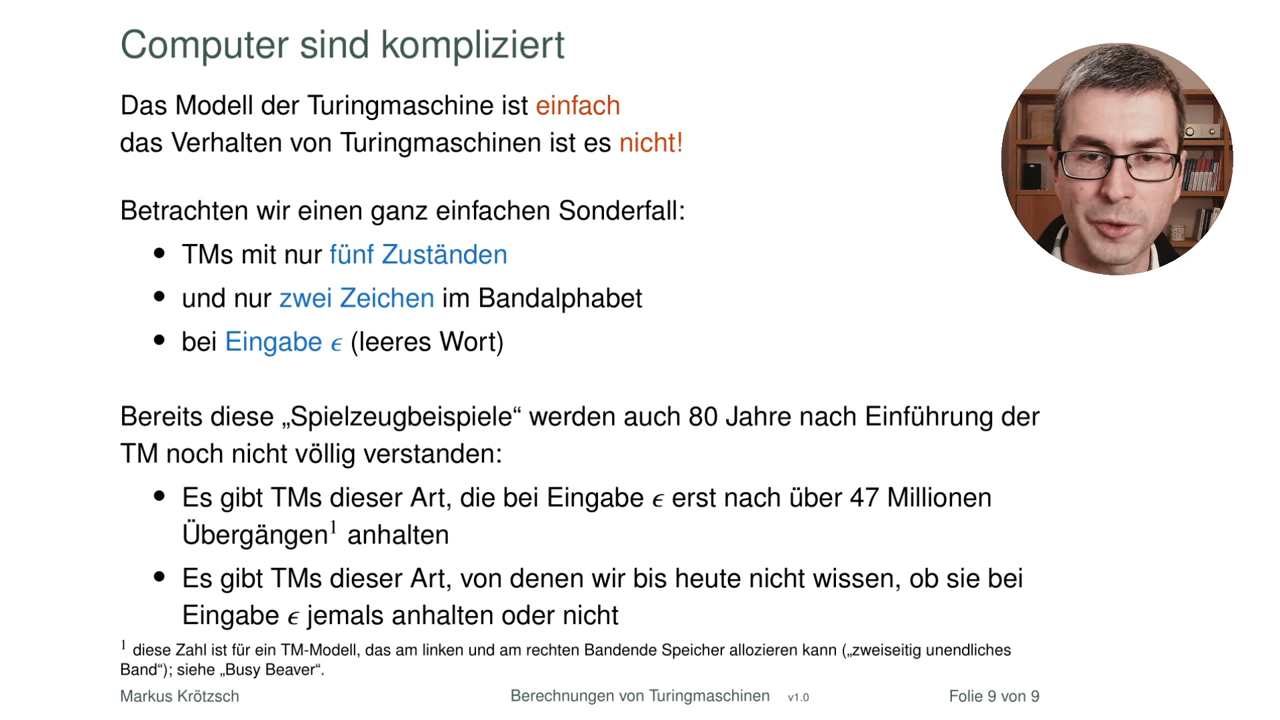 Computer sind kompliziert
Das Modell der Turingmaschine ist einfach
das Verhalten von Turingmaschinen ist es nicht!
Betrachten wir einen ganz einfachen Sonderfall:
• TMs mit nur fünf Zuständen
• und nur zwei Zeichen im Bandalphabet
• bei Eingabe ϵ (leeres Wort)
Bereits diese „Spielzeugbeispiele“ werden auch 80 Jahre nach Einführung der
TM noch nicht völlig verstanden:
• Es gibt TMs dieser Art, die bei Eingabe ϵ erst nach über 47 Millionen
Übergängen¹ anhalten
• Es gibt TMs dieser Art, von denen wir bis heute nicht wissen, ob sie bei
Eingabe ϵ jemals anhalten oder nicht
¹ diese Zahl ist für ein TM-Modell, das am linken und am rechten Bandende Speicher allozieren kann („zweiseitig unendliches
Band“); siehe „Busy Beaver“.
Markus Krötzsch Berechnungen von Turingmaschinen v1.0 Folie 9 von 9